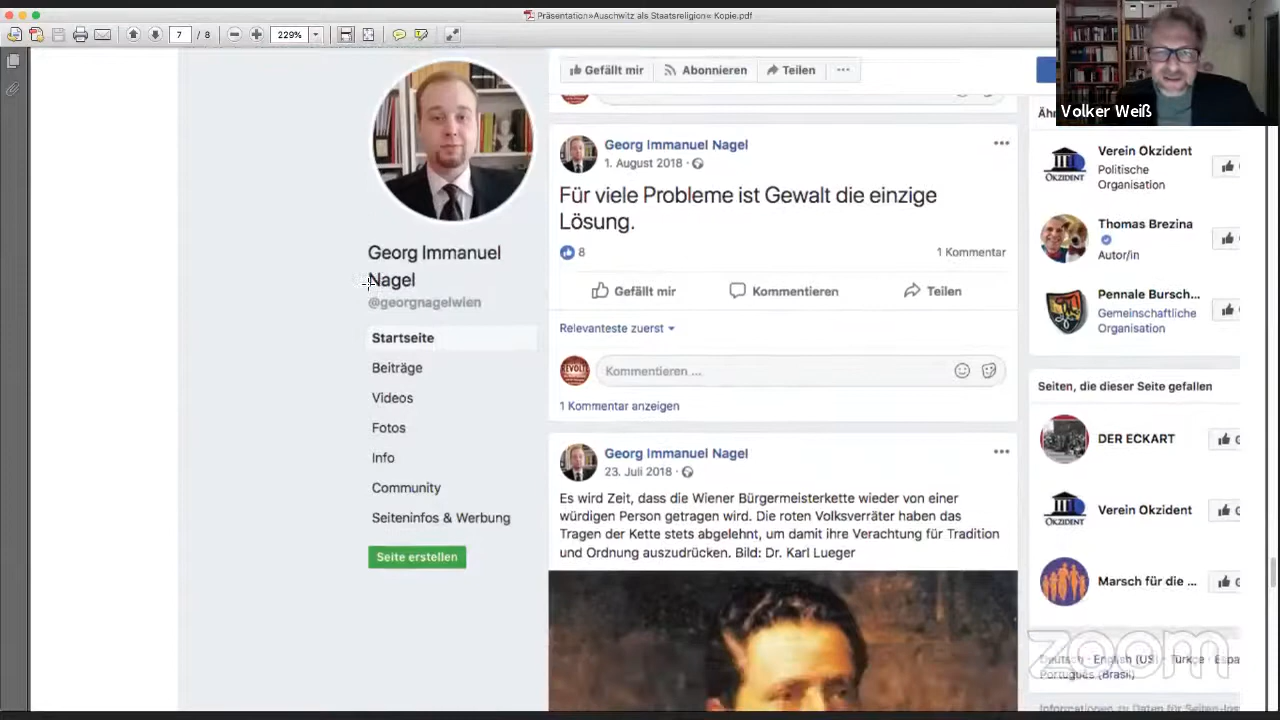 Präsentation»Auschwitz als Staatsreligion« Kopie.pdf
7 / 8
229%
Volker Weiß
Georg Immanuel
Nagel
@georgnagelwien
Startseite
Beiträge
Videos
Fotos
Info
Community
Seiteninfos & Werbung
Seite erstellen
Gefällt mir
Abonnieren
Teilen
Georg Immanuel Nagel
1. August 2018
Für viele Probleme ist Gewalt die einzige
Lösung.
8
1 Kommentar
Gefällt mir
Kommentieren
Teilen
Relevanteste zuerst
Kommentieren ...
1 Kommentar anzeigen
Georg Immanuel Nagel
23. Juli 2018
Es wird Zeit, dass die Wiener Bürgermeisterkette wieder von einer
würdigen Person getragen wird. Die roten Volksverräter haben das
Tragen der Kette stets abgelehnt, um damit ihre Verachtung für Tradition
und Ordnung auszudrücken. Bild: Dr. Karl Lueger
Verein Okzident
Politische
Organisation
Thomas Brezina
Autor/in
Pennale Bursch...
Gemeinschaftliche
Organisation
Seiten, die dieser Seite gefallen
DER ECKART
Verein Okzident
Marsch für die ...
zoom
Deutsch · English (US) · Türkçe ·
Português (Brasil)